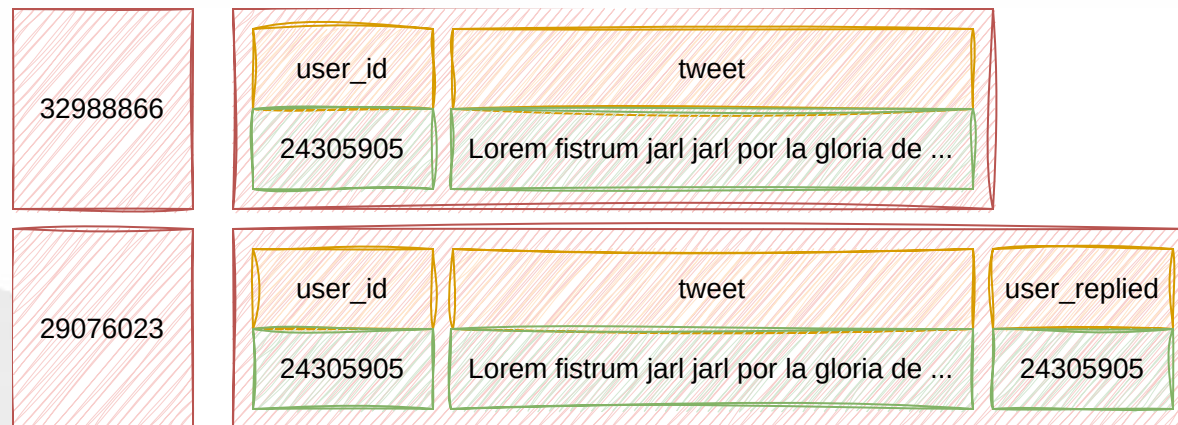 32988866
user_id
tweet
24305905
Lorem fistrum jarl jarl por la gloria de ...
29076023
user_id
tweet
user_replied
24305905
Lorem fistrum jarl jarl por la gloria de ...
24305905